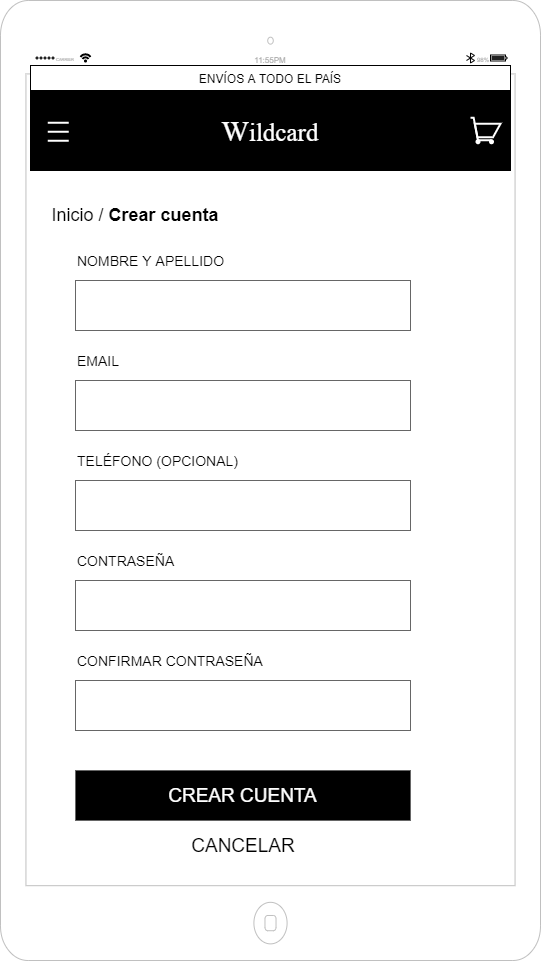 11:55PM
98%
ENVÍOS A TODO EL PAÍS
Wildcard
Inicio / Crear cuenta
NOMBRE Y APELLIDO
EMAIL
TELÉFONO (OPCIONAL)
CONTRASEÑA
CONFIRMAR CONTRASEÑA
CREAR CUENTA
CANCELAR